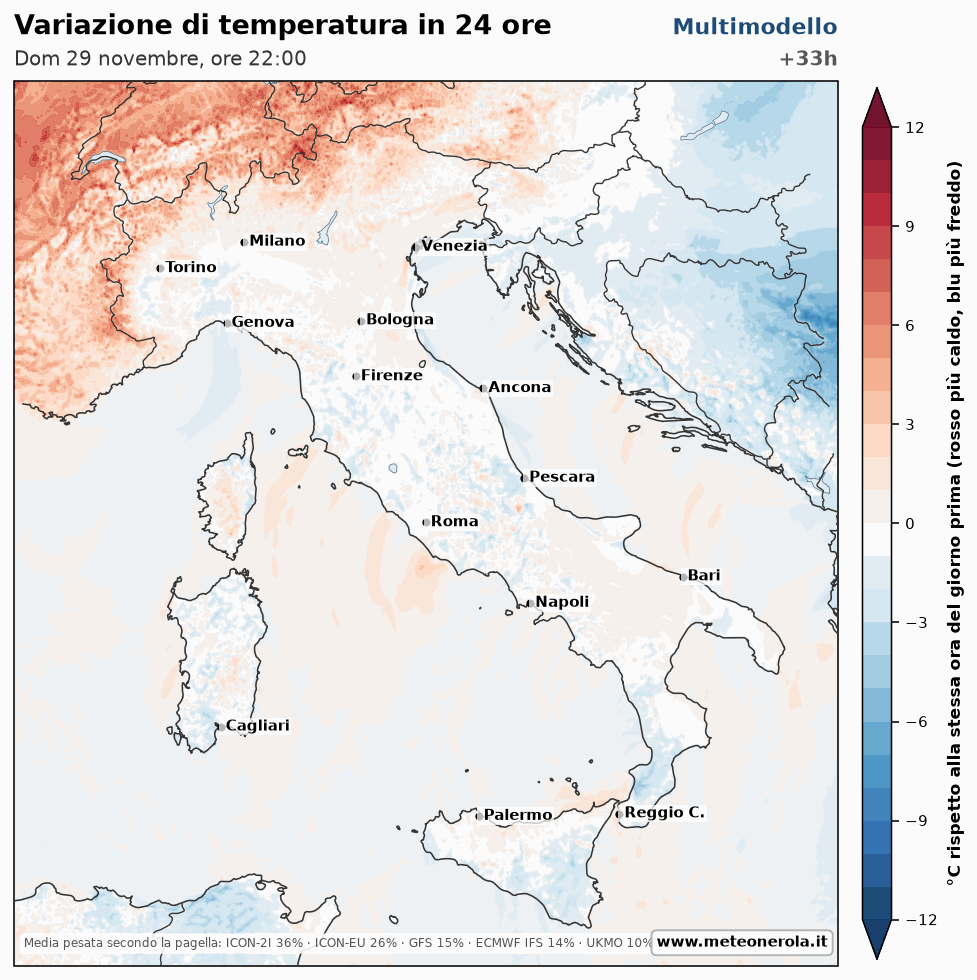 Variazione di temperatura in 24 ore
Multimodello
Dom 29 novembre, ore 22:00
+33h
Milano
Venezia
Torino
Genova
Bologna
Firenze
Ancona
Pescara
Roma
Bari
Napoli
Cagliari
Palermo
Reggio C.
12
9
6
3
0
−3
−6
−9
−12
°C rispetto alla stessa ora del giorno prima (rosso più caldo, blu più freddo)
Media pesata secondo la pagella: ICON-2I 36% · ICON-EU 26% · GFS 15% · ECMWF IFS 14% · UKMO 10%
www.meteonerola.it